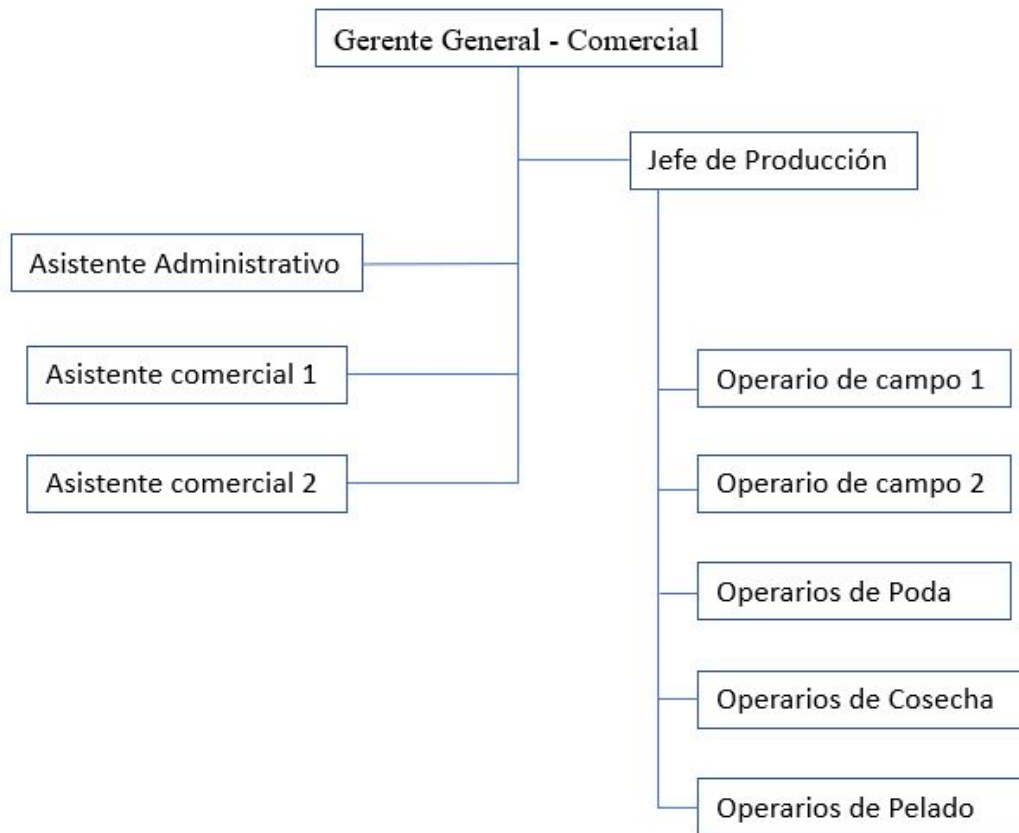 Gerente General - Comercial
Jefe de Producción
Asistente Administrativo
Asistente comercial 1
Operario de campo 1
Asistente comercial 2
Operario de campo 2
Operarios de Poda
Operarios de Cosecha
Operarios de Pelado